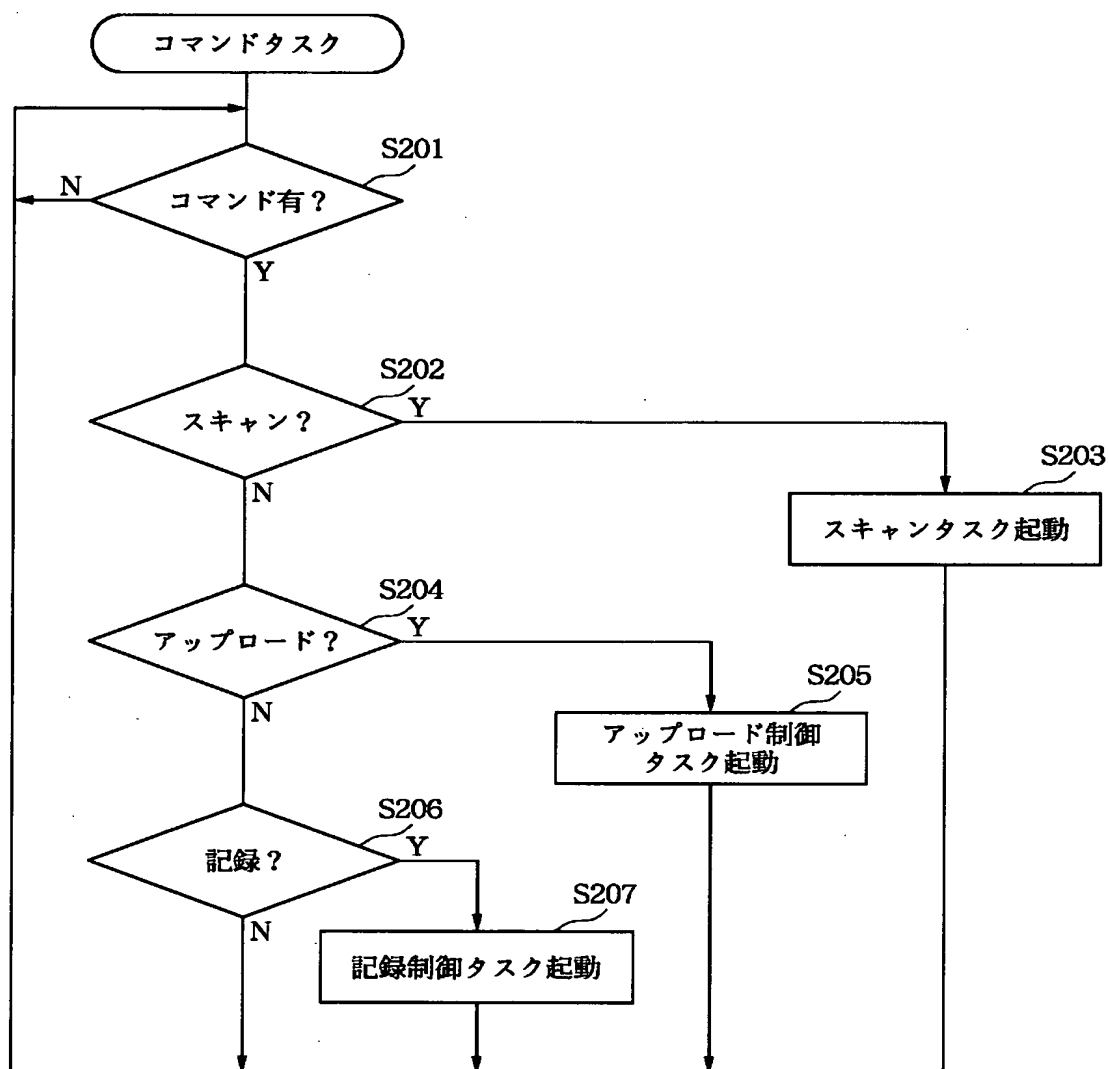 コマンドタスク
S201
コマンド有？
N
Y
S202
スキャン？
Y
N
S203
スキャンタスク起動
S204
アップロード？
Y
N
S205
アップロード制御
タスク起動
S206
記録？
Y
N
S207
記録制御タスク起動